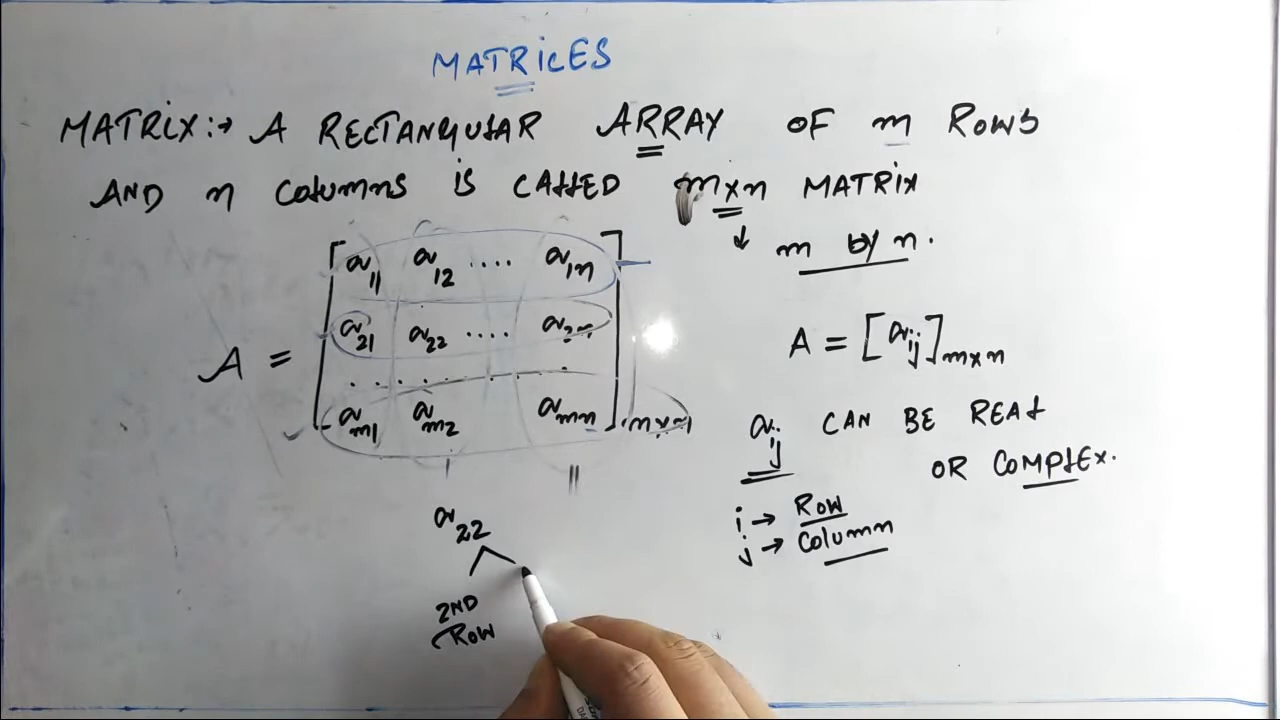 MATRICES
MATRIX:→ A RECTANGULAR ARRAY OF m ROWS
AND n COLUMNS IS CALLED m×n MATRIX
↓ m by n.
A = [a11 a12 .... a1n
a21 a22 .... a2n
. . . . . . . . .
am1 am2 amn] m×n
A = [aij]m×n
aij CAN BE REAL
OR COMPLEX.
i → ROW
j → COLUMN
a22
2ND
ROW